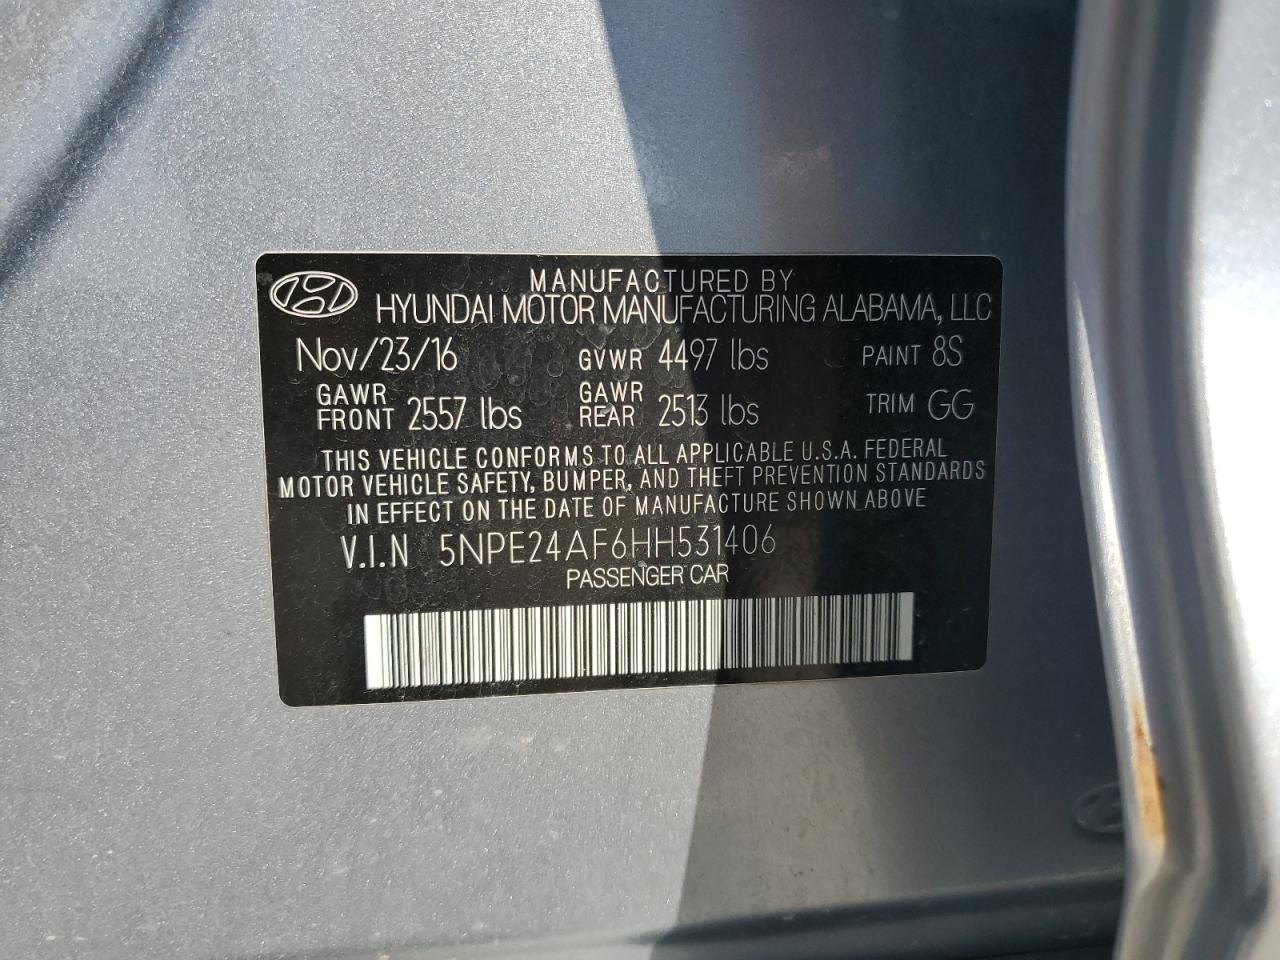 MANUFACTURED BY
HYUNDAI MOTOR MANUFACTURING ALABAMA, LLC
Nov/23/16 GVWR 4497 lbs PAINT 8S
GAWR FRONT 2557 lbs GAWR REAR 2513 lbs TRIM GG
THIS VEHICLE CONFORMS TO ALL APPLICABLE U.S.A. FEDERAL
MOTOR VEHICLE SAFETY, BUMPER, AND THEFT PREVENTION STANDARDS
IN EFFECT ON THE DATE OF MANUFACTURE SHOWN ABOVE
V.I.N 5NPE24AF6HH531406
PASSENGER CAR